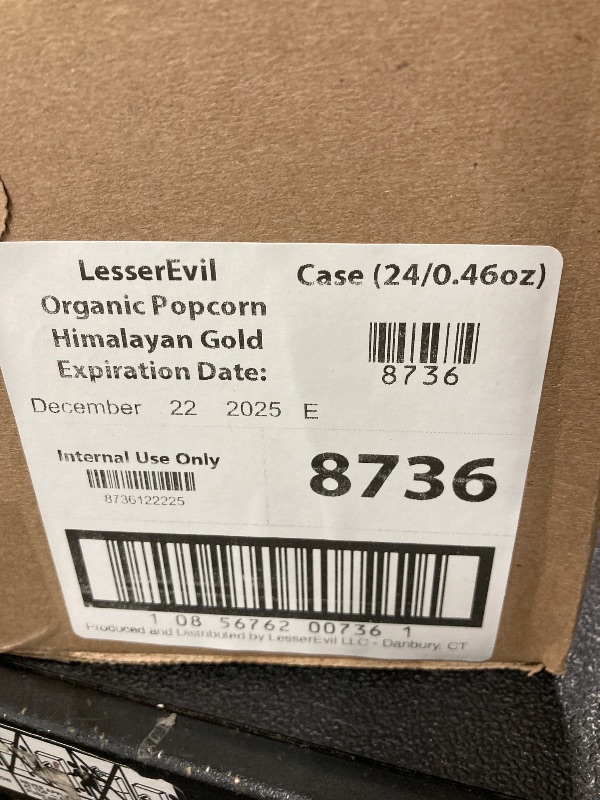 LesserEvil
Organic Popcorn
Himalayan Gold
Expiration Date:
December 22 2025 E
Case (24/0.46oz)
8736
Internal Use Only
8736122225
8736
1 08 56762 00736 1
Produced and Distributed by LesserEvil LLC - Danbury, CT